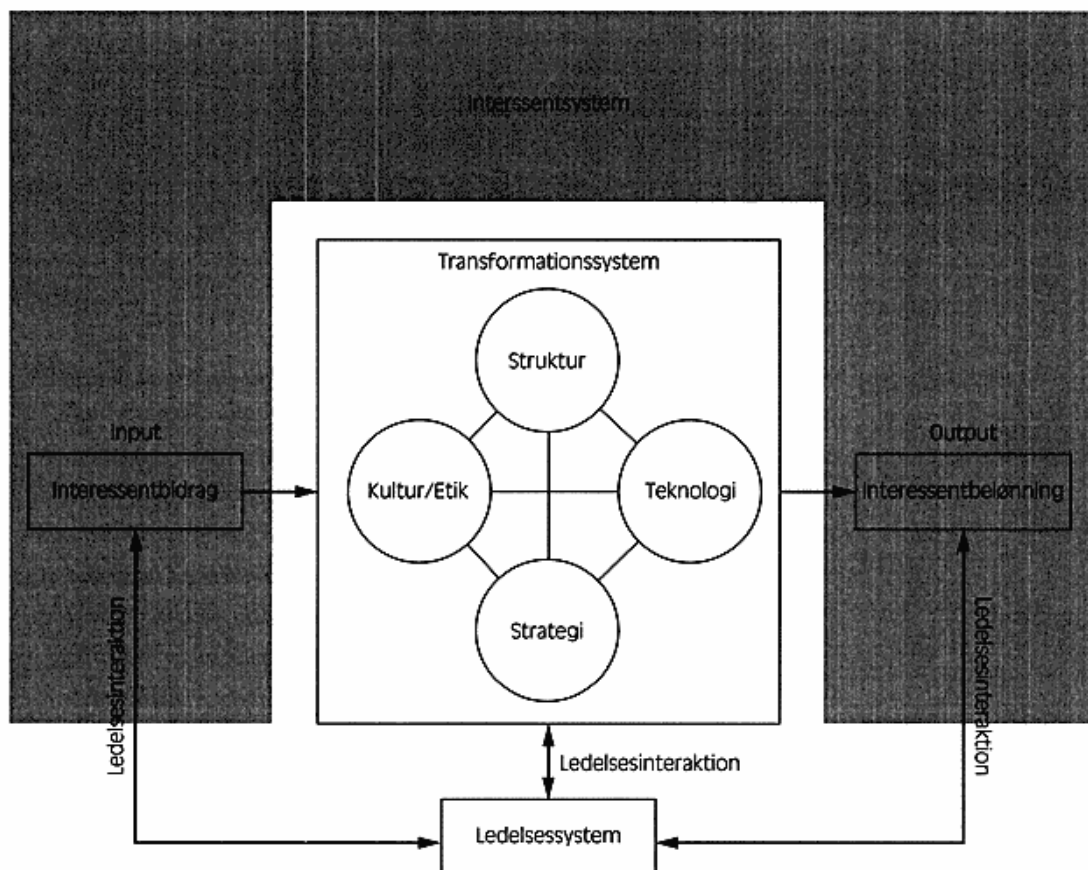 Interssentsystem
Transformationssystem
Struktur
Input
Output
Interessentbidrag
Kultur/Etik
Teknologi
Interessentbelønning
Strategi
Ledelsesinteraktion
Ledelsesinteraktion
Ledelsesinteraktion
Ledelsessystem